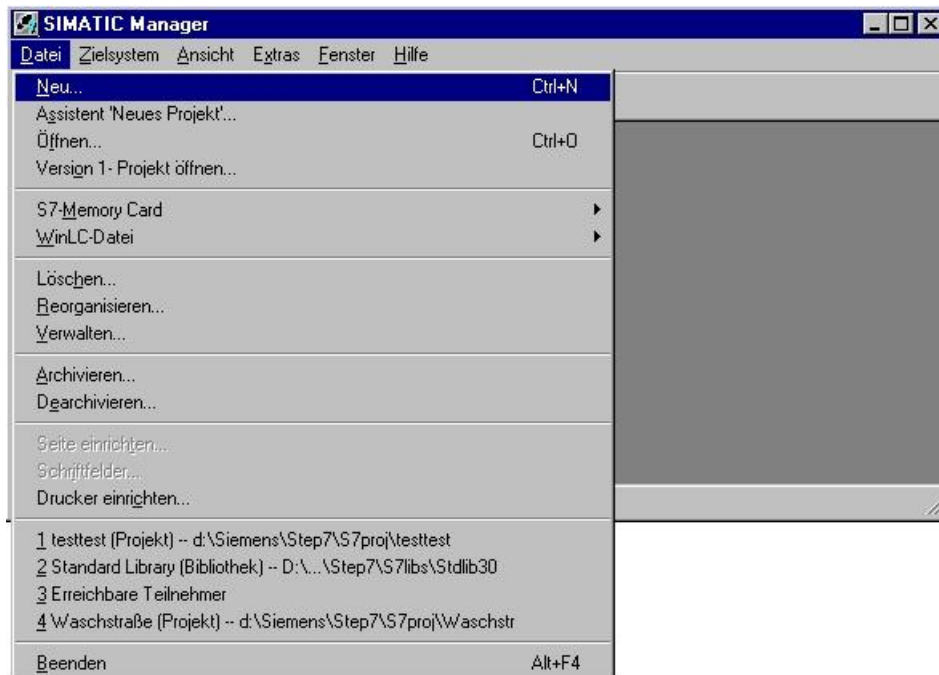 SIMATIC Manager
Datei Zielsystem Ansicht Extras Fenster Hilfe
Neu... Ctrl+N
Assistent 'Neues Projekt'...
Öffnen... Ctrl+O
Version 1- Projekt öffnen...
S7-Memory Card
WinLC-Datei
Löschen...
Reorganisieren...
Verwalten...
Archivieren...
Dearchivieren...
Seite einrichten...
Schriftfelder...
Drucker einrichten...
1 testtest (Projekt) -- d:\Siemens\Step7\S7proj\testtest
2 Standard Library (Bibliothek) -- D:\...\Step7\S7libs\Stdlib30
3 Erreichbare Teilnehmer
4 Waschstraße (Projekt) -- d:\Siemens\Step7\S7proj\Waschstr
Beenden Alt+F4